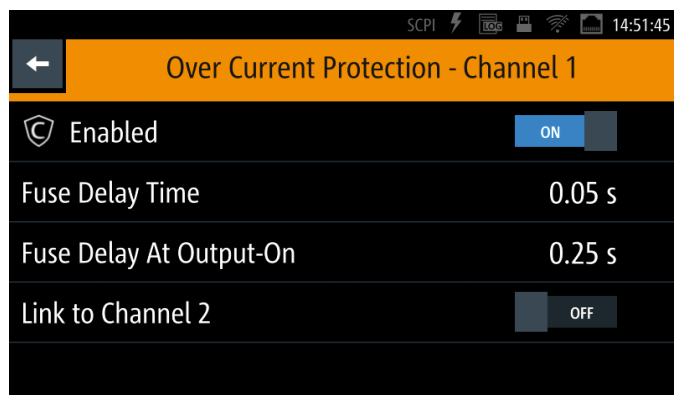 SCPI LOG 14:51:45
Over Current Protection - Channel 1
C Enabled ON
Fuse Delay Time 0.05 s
Fuse Delay At Output-On 0.25 s
Link to Channel 2 OFF